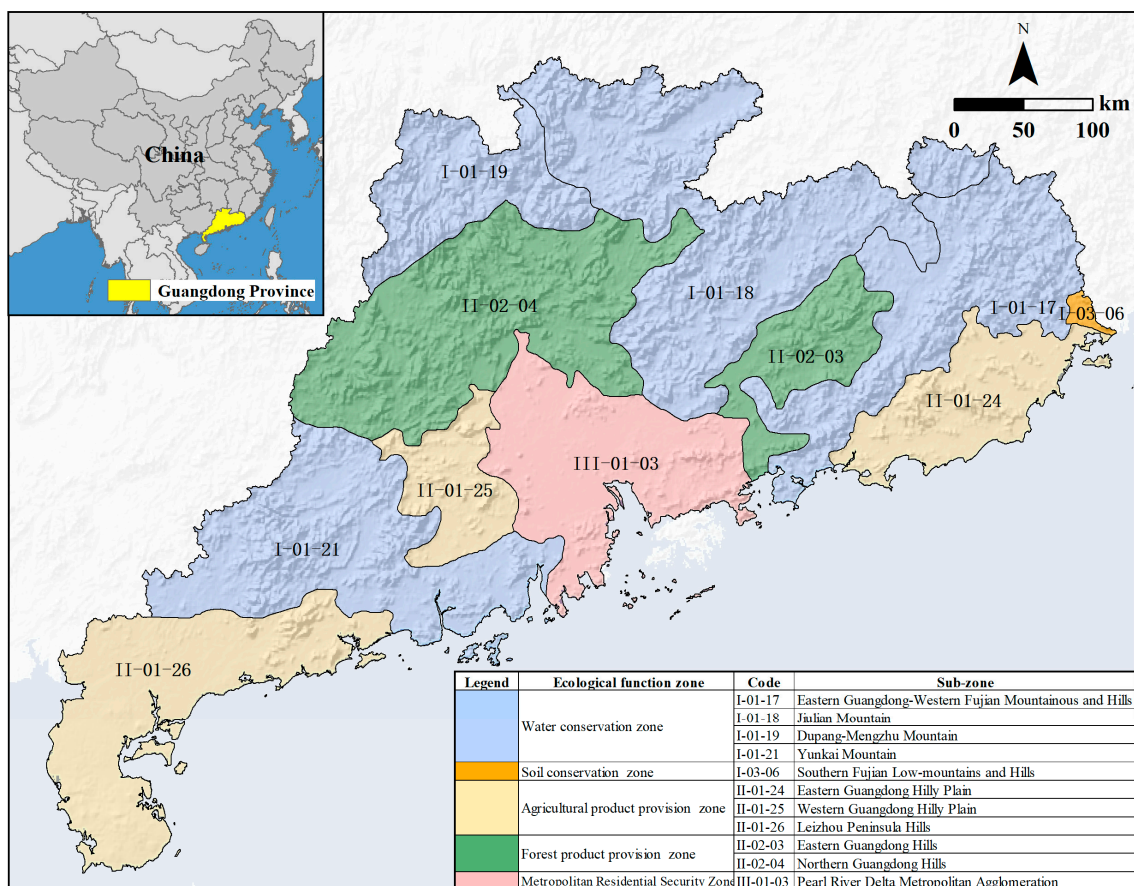 China
Guangdong Province
N
km
0 50 100
I-01-19
II-02-04
I-01-18
I-01-17
I-03-06
II-02-03
II-01-24
III-01-03
II-01-25
I-01-21
II-01-26
Legend Ecological function zone Code Sub-zone
Water conservation zone
I-01-17 Eastern Guangdong-Western Fujian Mountainous and Hills
I-01-18 Jiulian Mountain
I-01-19 Dupang-Mengzhu Mountain
I-01-21 Yunkai Mountain
Soil conservation zone I-03-06 Southern Fujian Low-mountains and Hills
Agricultural product provision zone
II-01-24 Eastern Guangdong Hilly Plain
II-01-25 Western Guangdong Hilly Plain
II-01-26 Leizhou Peninsula Hills
Forest product provision zone
II-02-03 Eastern Guangdong Hills
II-02-04 Northern Guangdong Hills
Metropolitan Residential Security Zone III-01-03 Pearl River Delta Metropolitan Agglomeration